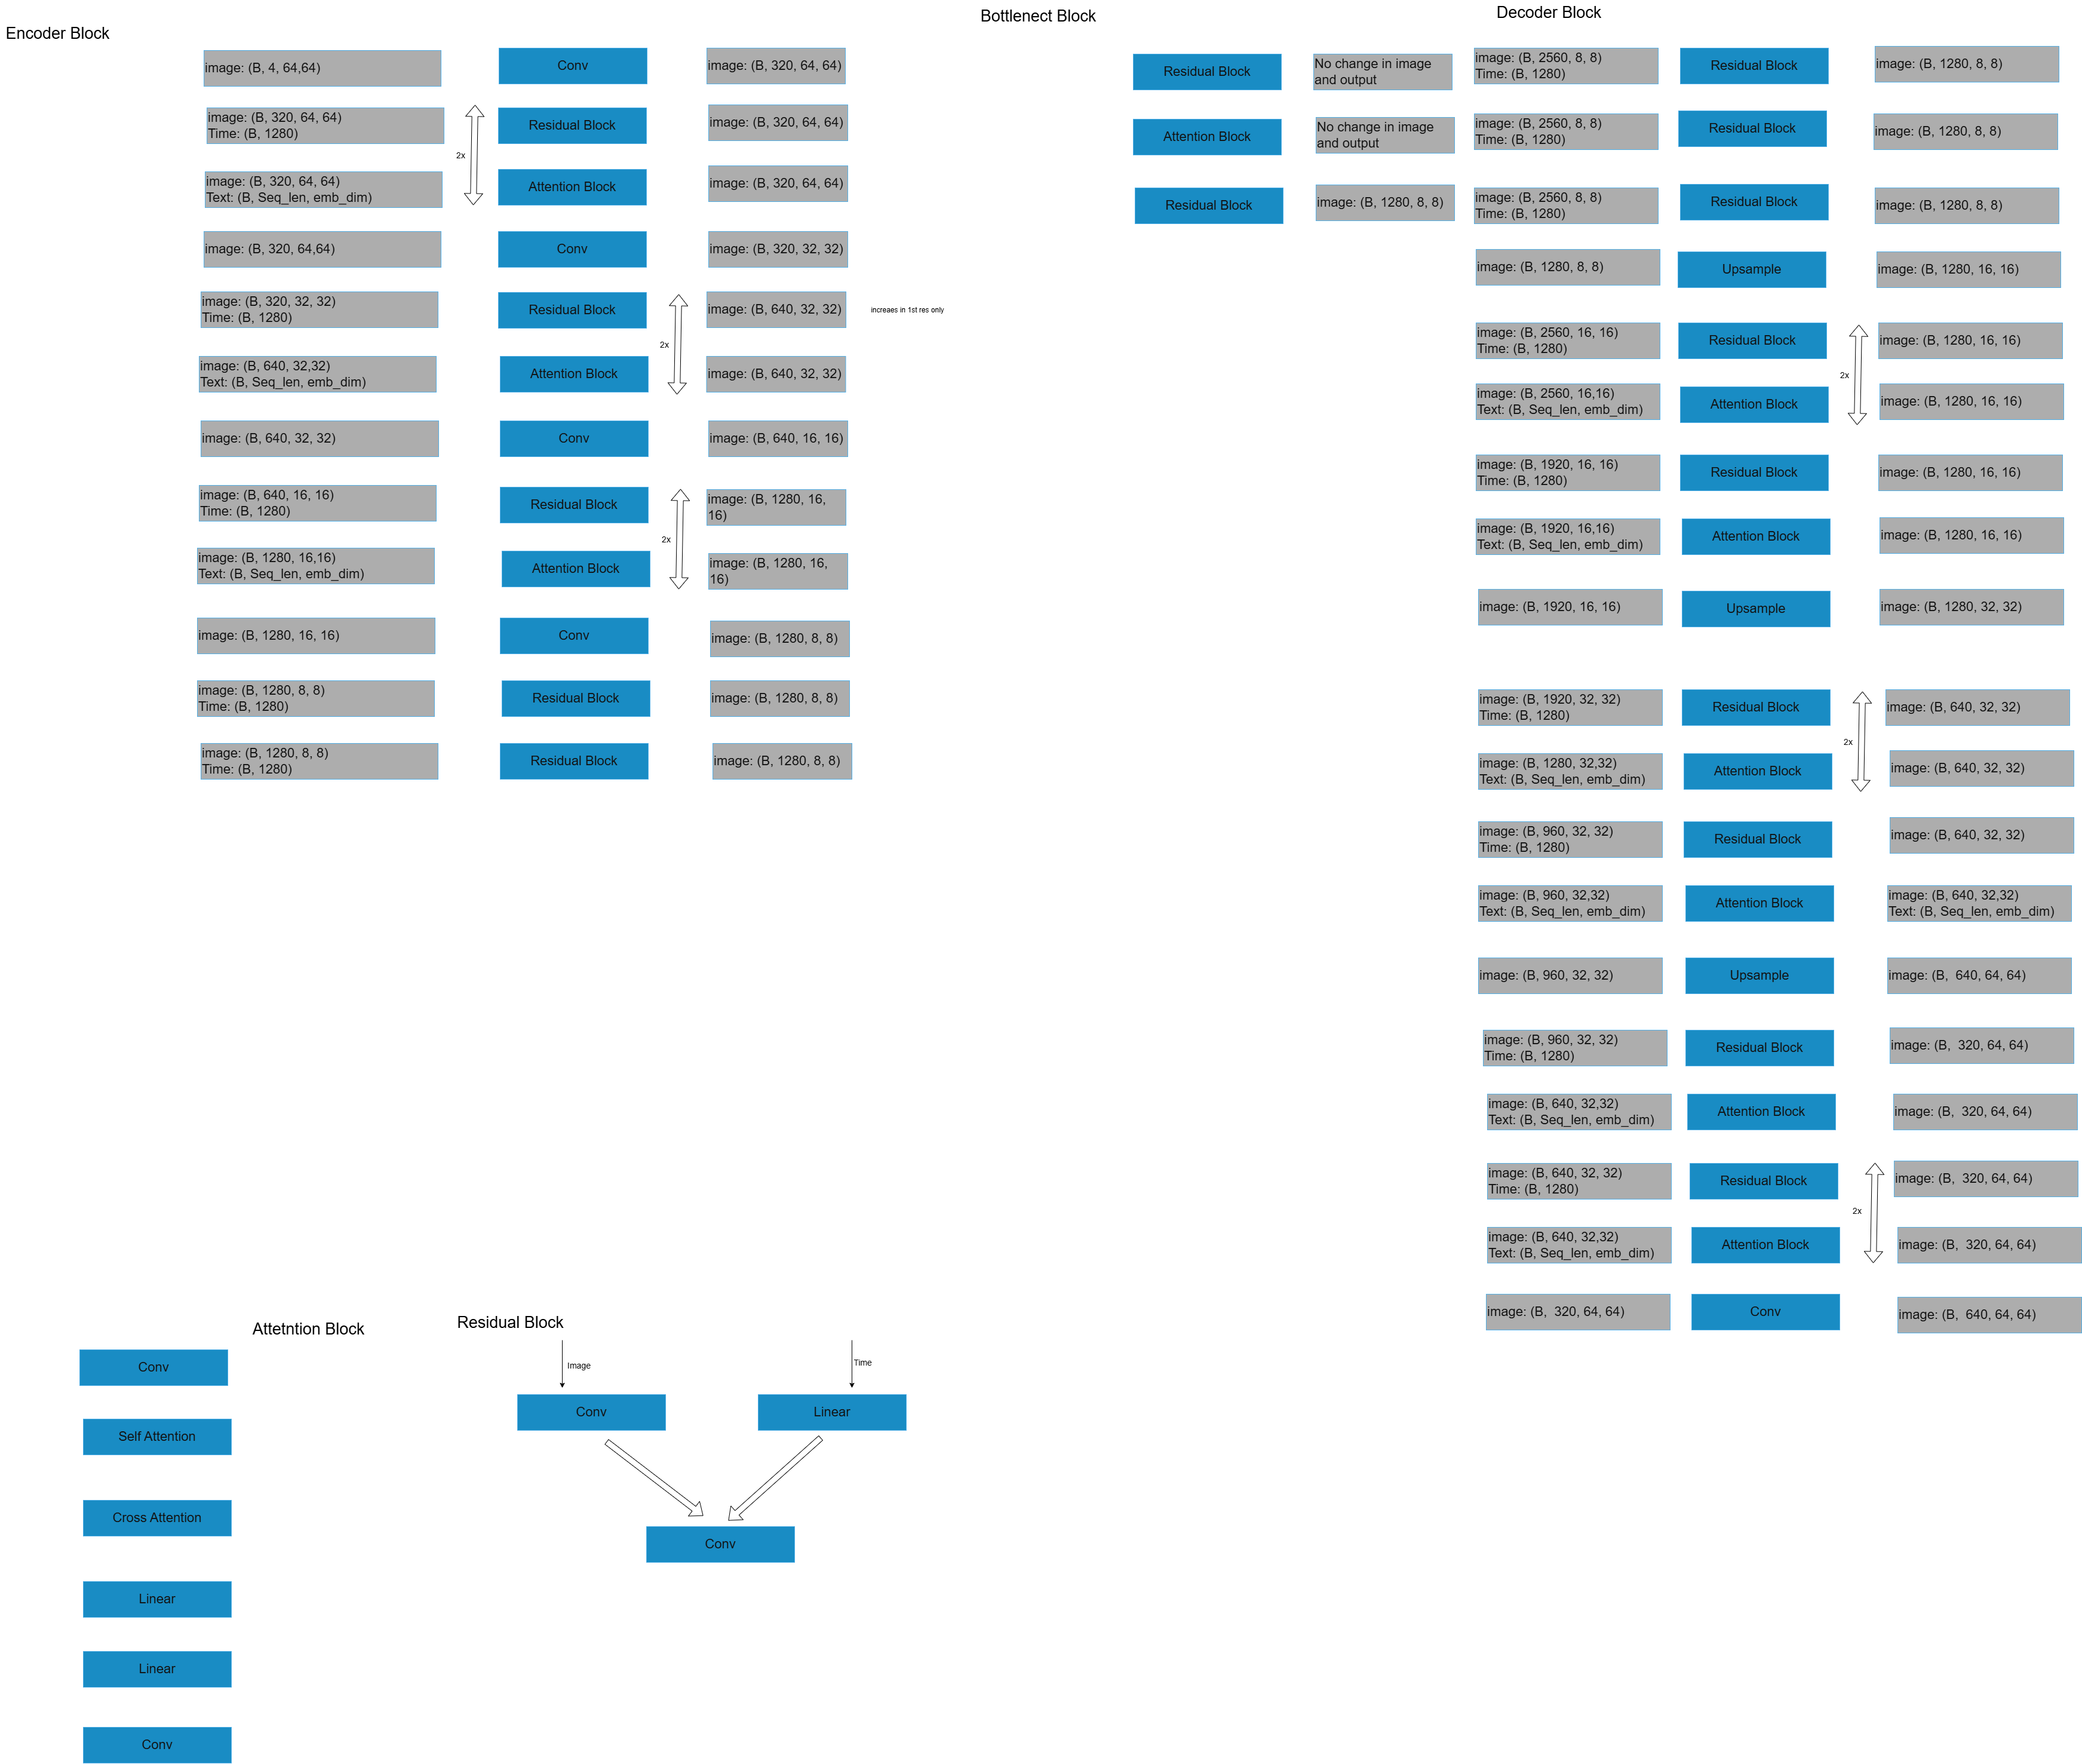 Encoder Block
image: (B, 4, 64,64)
Conv
image: (B, 320, 64, 64)
image: (B, 320, 64, 64)
Time: (B, 1280)
2x
Residual Block
image: (B, 320, 64, 64)
image: (B, 320, 64, 64)
Text: (B, Seq_len, emb_dim)
Attention Block
image: (B, 320, 64, 64)
image: (B, 320, 64,64)
Conv
image: (B, 320, 32, 32)
image: (B, 320, 32, 32)
Time: (B, 1280)
Residual Block
2x
image: (B, 640, 32, 32)
increaes in 1st res only
image: (B, 640, 32,32)
Text: (B, Seq_len, emb_dim)
Attention Block
image: (B, 640, 32, 32)
image: (B, 640, 32, 32)
Conv
image: (B, 640, 16, 16)
image: (B, 640, 16, 16)
Time: (B, 1280)
Residual Block
2x
image: (B, 1280, 16,
16)
image: (B, 1280, 16,16)
Text: (B, Seq_len, emb_dim)
Attention Block
image: (B, 1280, 16,
16)
image: (B, 1280, 16, 16)
Conv
image: (B, 1280, 8, 8)
image: (B, 1280, 8, 8)
Time: (B, 1280)
Residual Block
image: (B, 1280, 8, 8)
image: (B, 1280, 8, 8)
Time: (B, 1280)
Residual Block
image: (B, 1280, 8, 8)
Bottlenect Block
Residual Block
No change in image
and output
Attention Block
No change in image
and output
Residual Block
image: (B, 1280, 8, 8)
Decoder Block
image: (B, 2560, 8, 8)
Time: (B, 1280)
Residual Block
image: (B, 1280, 8, 8)
image: (B, 2560, 8, 8)
Time: (B, 1280)
Residual Block
image: (B, 1280, 8, 8)
image: (B, 2560, 8, 8)
Time: (B, 1280)
Residual Block
image: (B, 1280, 8, 8)
image: (B, 1280, 8, 8)
Upsample
image: (B, 1280, 16, 16)
image: (B, 2560, 16, 16)
Time: (B, 1280)
Residual Block
2x
image: (B, 1280, 16, 16)
image: (B, 2560, 16,16)
Text: (B, Seq_len, emb_dim)
Attention Block
image: (B, 1280, 16, 16)
image: (B, 1920, 16, 16)
Time: (B, 1280)
Residual Block
image: (B, 1280, 16, 16)
image: (B, 1920, 16,16)
Text: (B, Seq_len, emb_dim)
Attention Block
image: (B, 1280, 16, 16)
image: (B, 1920, 16, 16)
Upsample
image: (B, 1280, 32, 32)
image: (B, 1920, 32, 32)
Time: (B, 1280)
Residual Block
2x
image: (B, 640, 32, 32)
image: (B, 1280, 32,32)
Text: (B, Seq_len, emb_dim)
Attention Block
image: (B, 640, 32, 32)
image: (B, 960, 32, 32)
Time: (B, 1280)
Residual Block
image: (B, 640, 32, 32)
image: (B, 960, 32,32)
Text: (B, Seq_len, emb_dim)
Attention Block
image: (B, 640, 32,32)
Text: (B, Seq_len, emb_dim)
image: (B, 960, 32, 32)
Upsample
image: (B, 640, 64, 64)
image: (B, 960, 32, 32)
Time: (B, 1280)
Residual Block
image: (B, 320, 64, 64)
image: (B, 640, 32,32)
Text: (B, Seq_len, emb_dim)
Attention Block
image: (B, 320, 64, 64)
image: (B, 640, 32, 32)
Time: (B, 1280)
Residual Block
2x
image: (B, 320, 64, 64)
image: (B, 640, 32,32)
Text: (B, Seq_len, emb_dim)
Attention Block
image: (B, 320, 64, 64)
image: (B, 320, 64, 64)
Conv
image: (B, 640, 64, 64)
Attetntion Block
Conv
Self Attention
Cross Attention
Linear
Linear
Conv
Residual Block
Image
Time
Conv
Linear
Conv